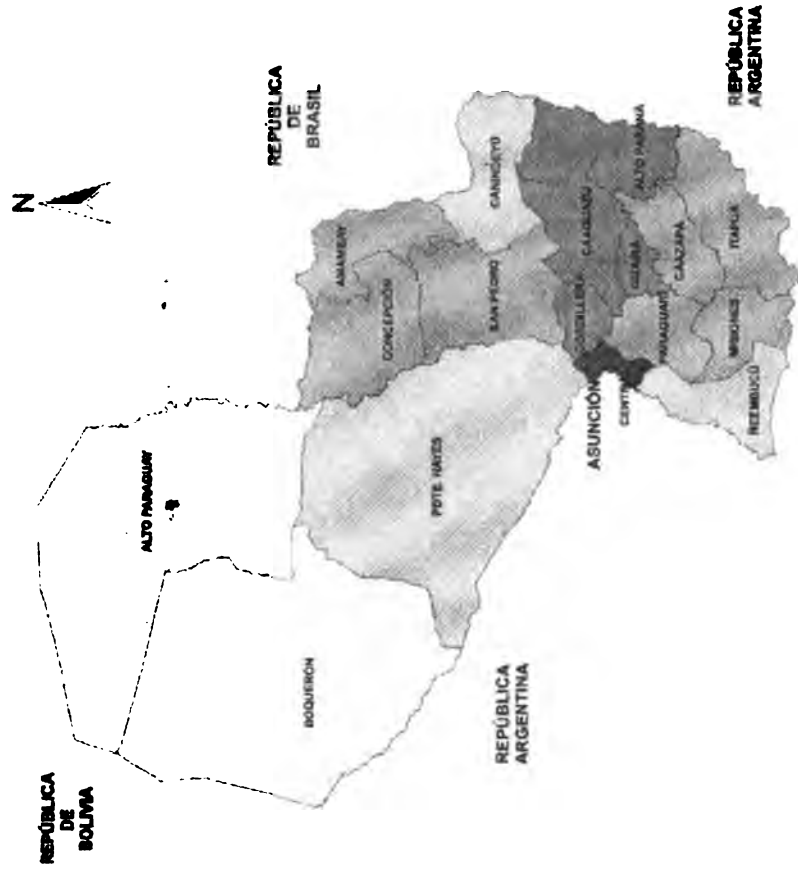 N
REPÚBLICA
DE
BOLIVIA
REPÚBLICA
DE
BRASIL
ALTO PARAGUAY
BOQUERÓN
PDTE. HAYES
AMAMBAY
CONCEPCIÓN
SAN PEDRO
CANINDEYÚ
CORDILLERA
CAAGUAZÚ
ALTO PARANÁ
ASUNCIÓN
CENTRAL
GUAIRÁ
PARAGUARÍ
CAAZAPÁ
ÑEEMBUCÚ
MISIONES
ITAPÚA
REPÚBLICA
ARGENTINA
REPÚBLICA
ARGENTINA